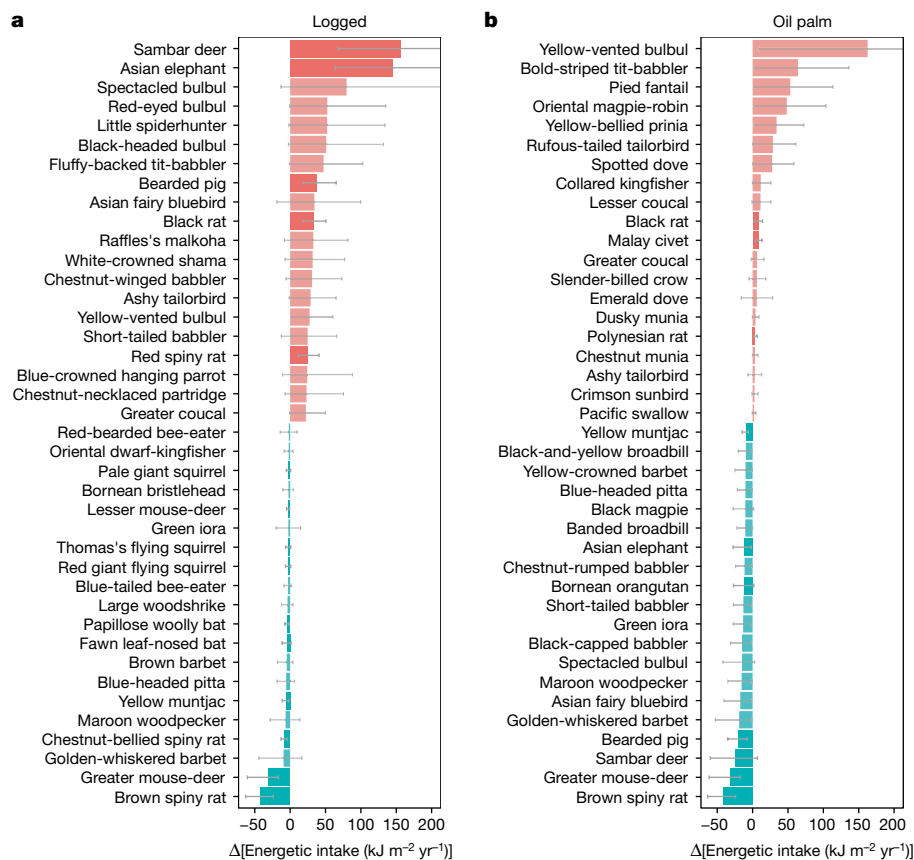 a
Logged
Sambar deer
Asian elephant
Spectacled bulbul
Red-eyed bulbul
Little spiderhunter
Black-headed bulbul
Fluffy-backed tit-babbler
Bearded pig
Asian fairy bluebird
Black rat
Raffles's malkoha
White-crowned shama
Chestnut-winged babbler
Ashy tailorbird
Yellow-vented bulbul
Short-tailed babbler
Red spiny rat
Blue-crowned hanging parrot
Chestnut-necklaced partridge
Greater coucal
Red-bearded bee-eater
Oriental dwarf-kingfisher
Pale giant squirrel
Bornean bristlehead
Lesser mouse-deer
Green iora
Thomas's flying squirrel
Red giant flying squirrel
Blue-tailed bee-eater
Large woodshrike
Papillose woolly bat
Fawn leaf-nosed bat
Brown barbet
Blue-headed pitta
Yellow muntjac
Maroon woodpecker
Chestnut-bellied spiny rat
Golden-whiskered barbet
Greater mouse-deer
Brown spiny rat
−50 0 50 100 150 200
Δ[Energetic intake (kJ m⁻² yr⁻¹)]
b
Oil palm
Yellow-vented bulbul
Bold-striped tit-babbler
Pied fantail
Oriental magpie-robin
Yellow-bellied prinia
Rufous-tailed tailorbird
Spotted dove
Collared kingfisher
Lesser coucal
Black rat
Malay civet
Greater coucal
Slender-billed crow
Emerald dove
Dusky munia
Polynesian rat
Chestnut munia
Ashy tailorbird
Crimson sunbird
Pacific swallow
Yellow muntjac
Black-and-yellow broadbill
Yellow-crowned barbet
Blue-headed pitta
Black magpie
Banded broadbill
Asian elephant
Chestnut-rumped babbler
Bornean orangutan
Short-tailed babbler
Green iora
Black-capped babbler
Spectacled bulbul
Maroon woodpecker
Asian fairy bluebird
Golden-whiskered barbet
Bearded pig
Sambar deer
Greater mouse-deer
Brown spiny rat
−50 0 50 100 150 200
Δ[Energetic intake (kJ m⁻² yr⁻¹)]